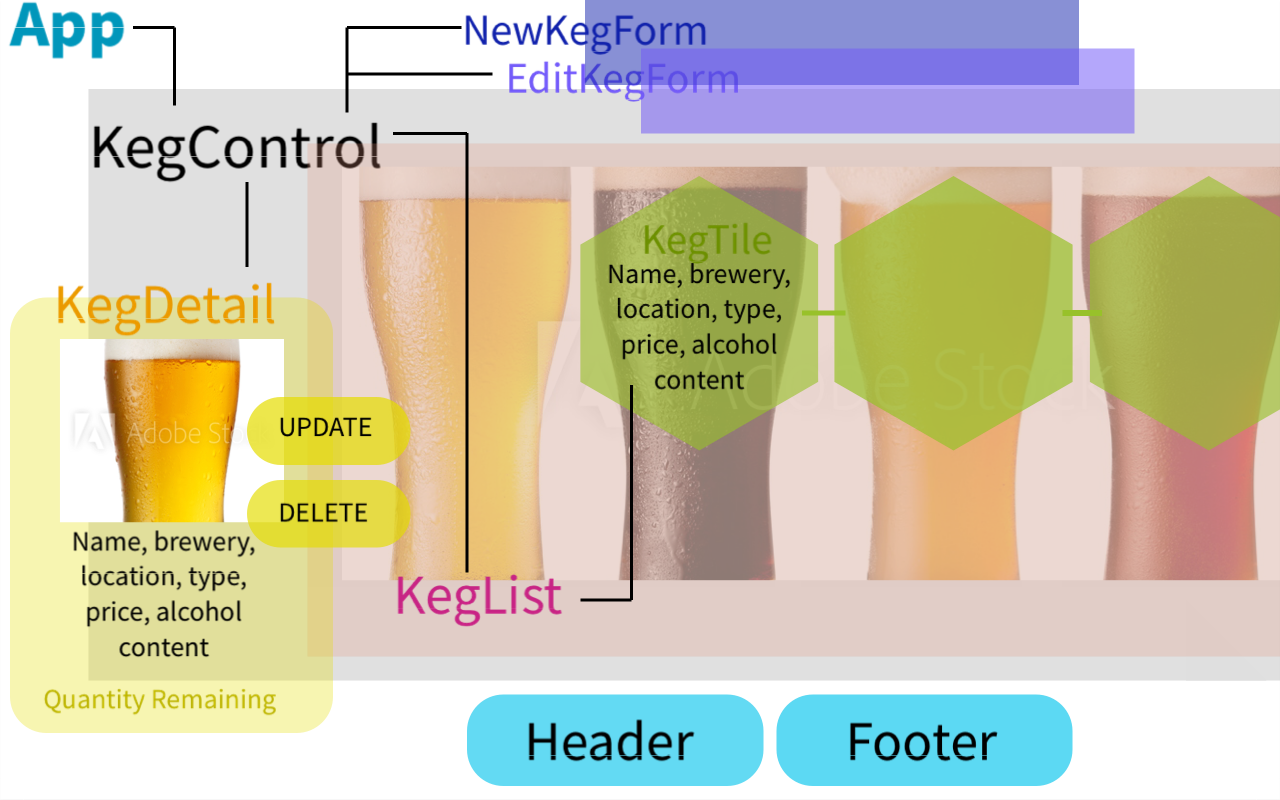 App
NewKegForm
EditKegForm
KegControl
KegTile
Name, brewery,
location, type,
price, alcohol
content
KegDetail
Adobe Stock
UPDATE
Adobe Sto
DELETE
Name, brewery,
location, type,
price, alcohol
content
KegList
Quantity Remaining
Header
Footer